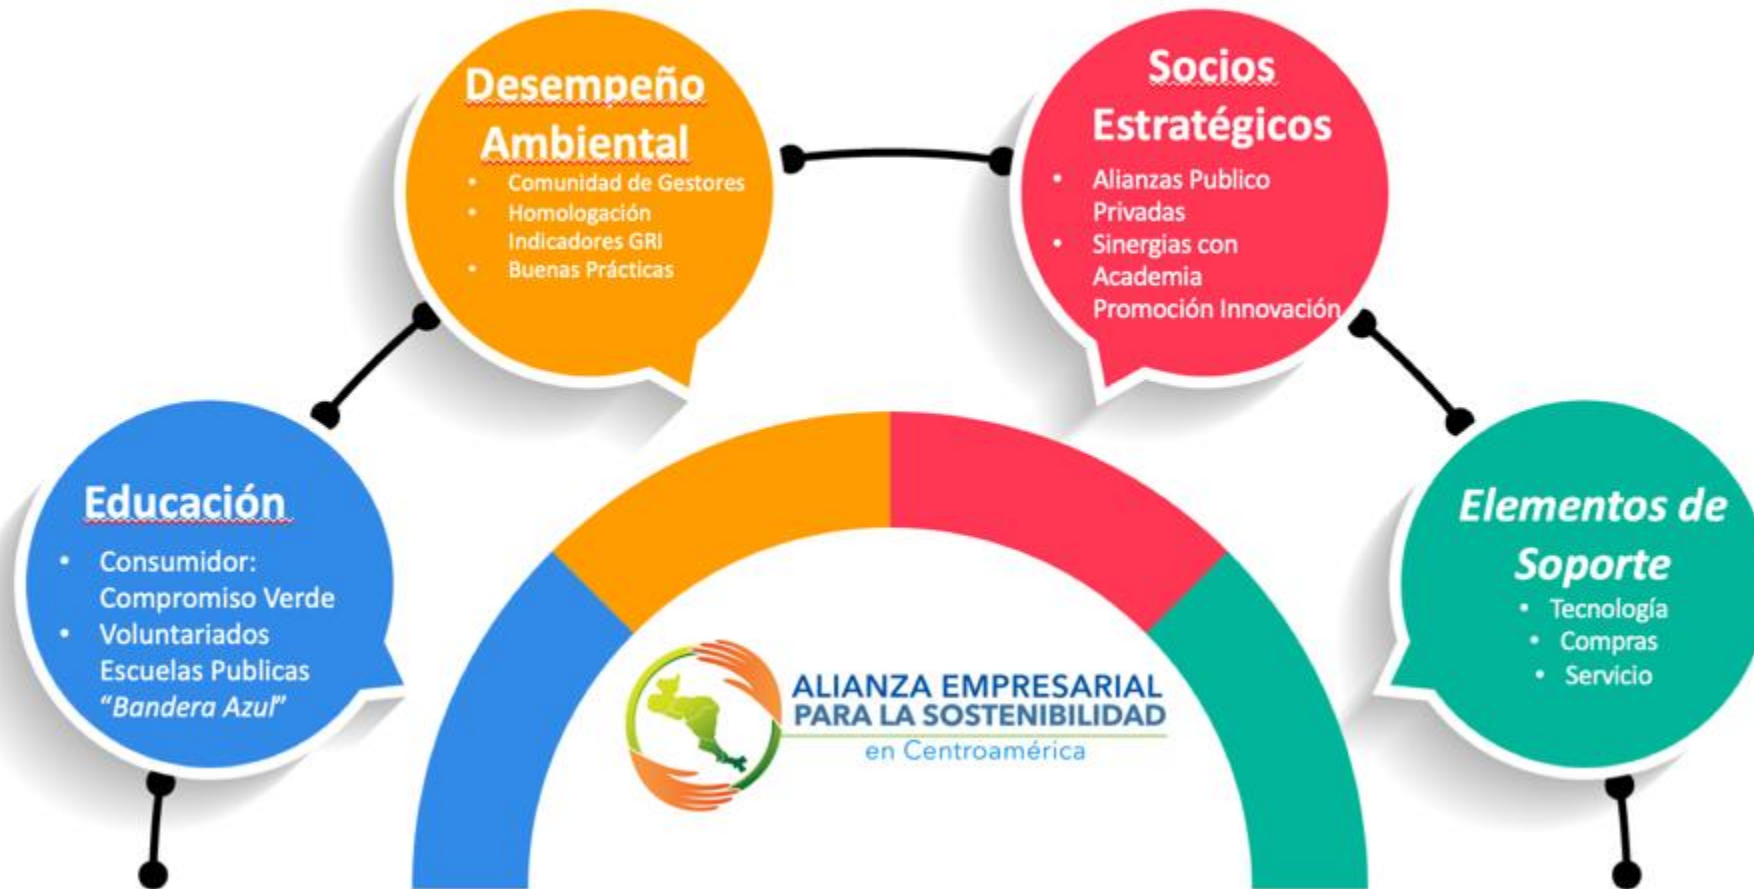 Educación
• Consumidor:
Compromiso Verde
• Voluntariados
Escuelas Publicas
“Bandera Azul”
Desempeño
Ambiental
• Comunidad de Gestores
• Homologación
Indicadores GRI
• Buenas Prácticas
Socios
Estratégicos
• Alianzas Publico
Privadas
• Sinergias con
Academia
Promoción Innovación
Elementos de
Soporte
• Tecnología
• Compras
• Servicio
ALIANZA EMPRESARIAL
PARA LA SOSTENIBILIDAD
en Centroamérica